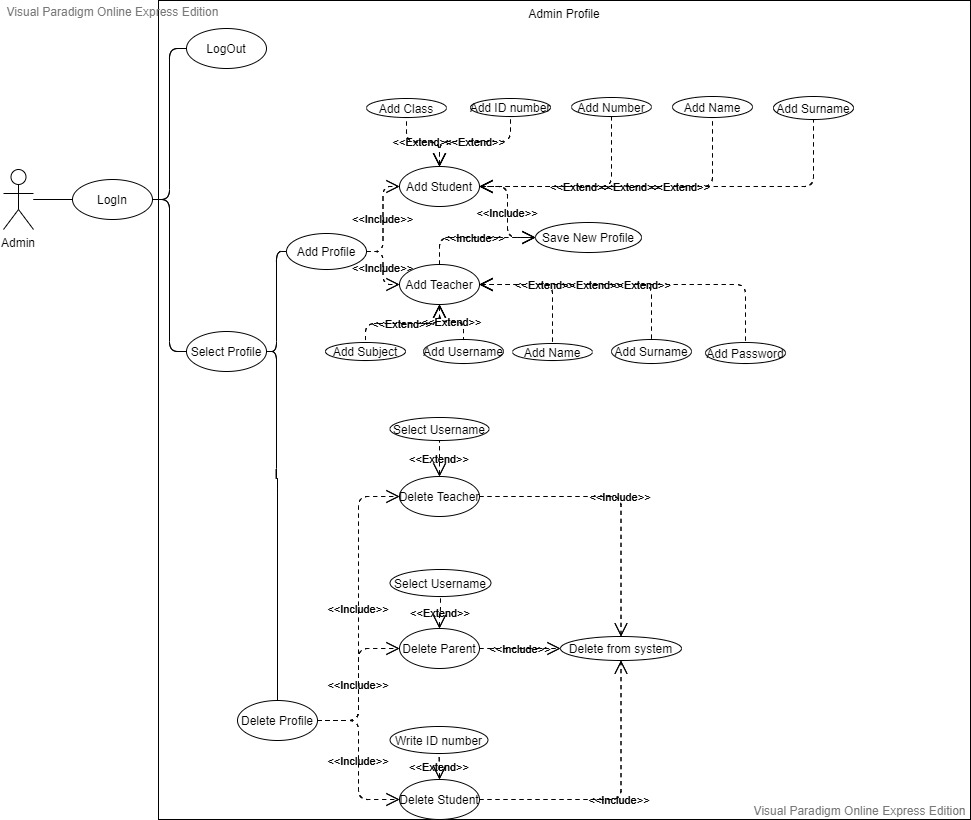 Visual Paradigm Online Express Edition
Admin Profile
LogOut
Add Class
Add ID number
Add Number
Add Name
Add Surname
<<Extend>>
<<Extend>>
Add Student
<<Extend>>
<<Extend>>
<<Extend>>
LogIn
<<Include>>
<<Include>>
Admin
Add Profile
<<Include>>
Save New Profile
<<Include>>
Add Teacher
<<Extend>>
<<Extend>>
<<Extend>>
<<Extend>>
<<Extend>>
Select Profile
Add Subject
Add Username
Add Name
Add Surname
Add Password
Select Username
<<Extend>>
Delete Teacher
<<Include>>
Select Username
<<Include>>
<<Extend>>
Delete Parent
<<Include>>
Delete from system
<<Include>>
Delete Profile
Write ID number
<<Include>>
<<Extend>>
Delete Student
<<Include>>
Visual Paradigm Online Express Edition